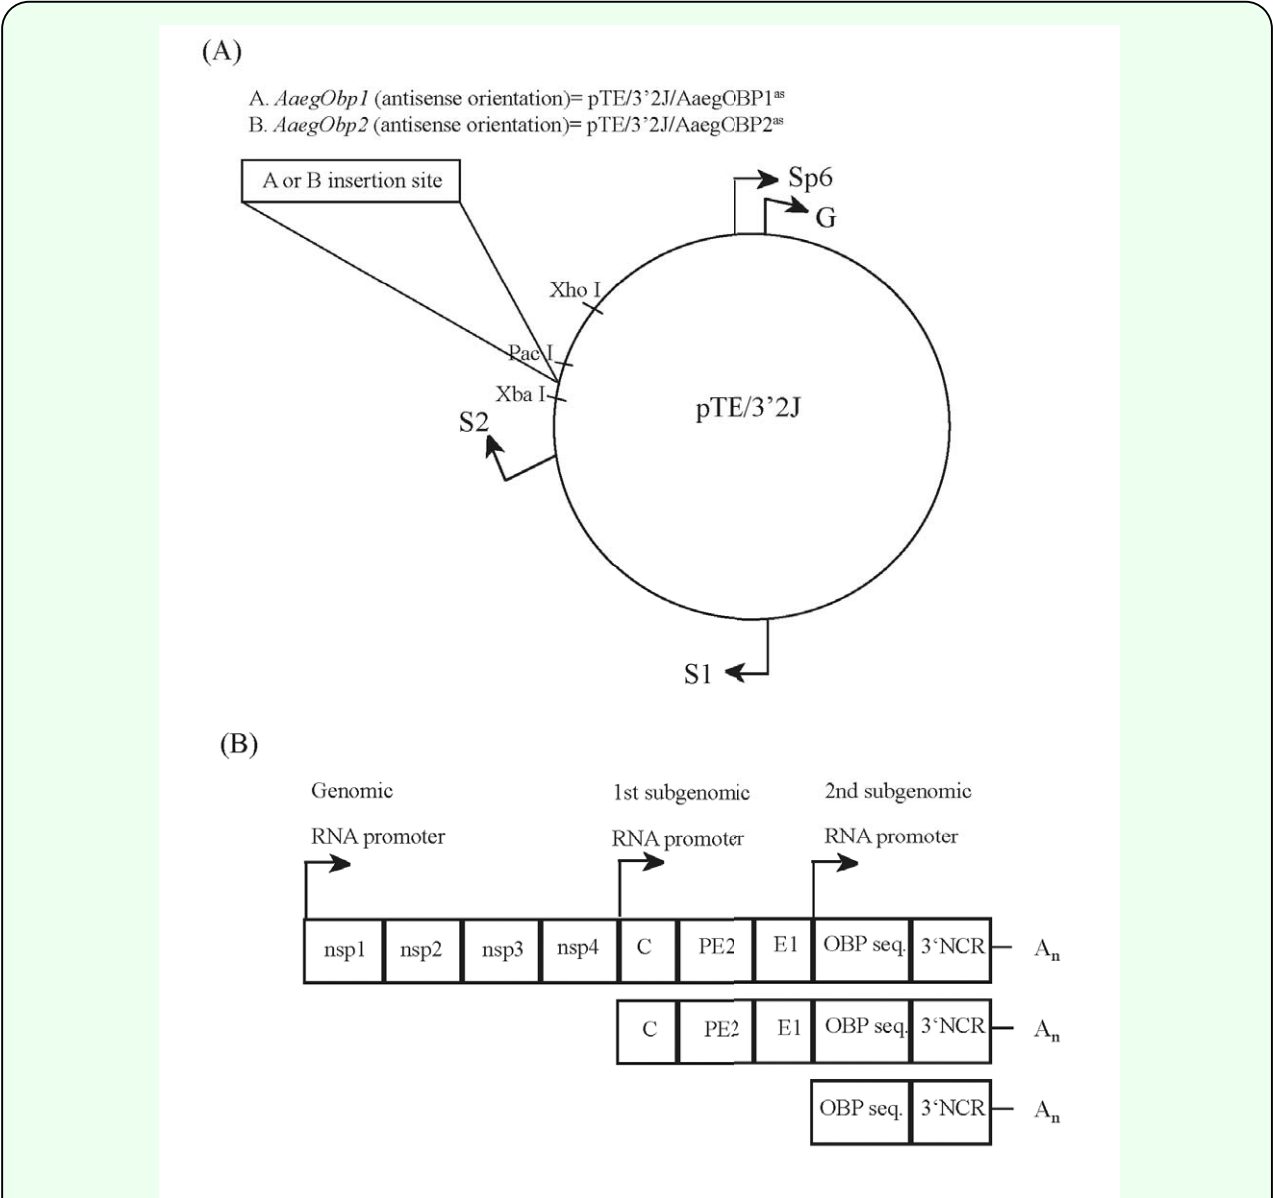 (A)
A. AaegObp1 (antisense orientation)= pTE/3’2J/AaegOBP1as
B. AaegObp2 (antisense orientation)= pTE/3’2J/AaegOBP2as
A or B insertion site
Sp6
G
Xho I
Pac I
Xba I
S2
pTE/3’2J
S1
(B)
Genomic
RNA promoter
1st subgenomic
RNA promoter
2nd subgenomic
RNA promoter
nsp1 nsp2 nsp3 nsp4 C PE2 E1 OBP seq. 3‘NCR An
C PE2 E1 OBP seq. 3‘NCR An
OBP seq. 3‘NCR An